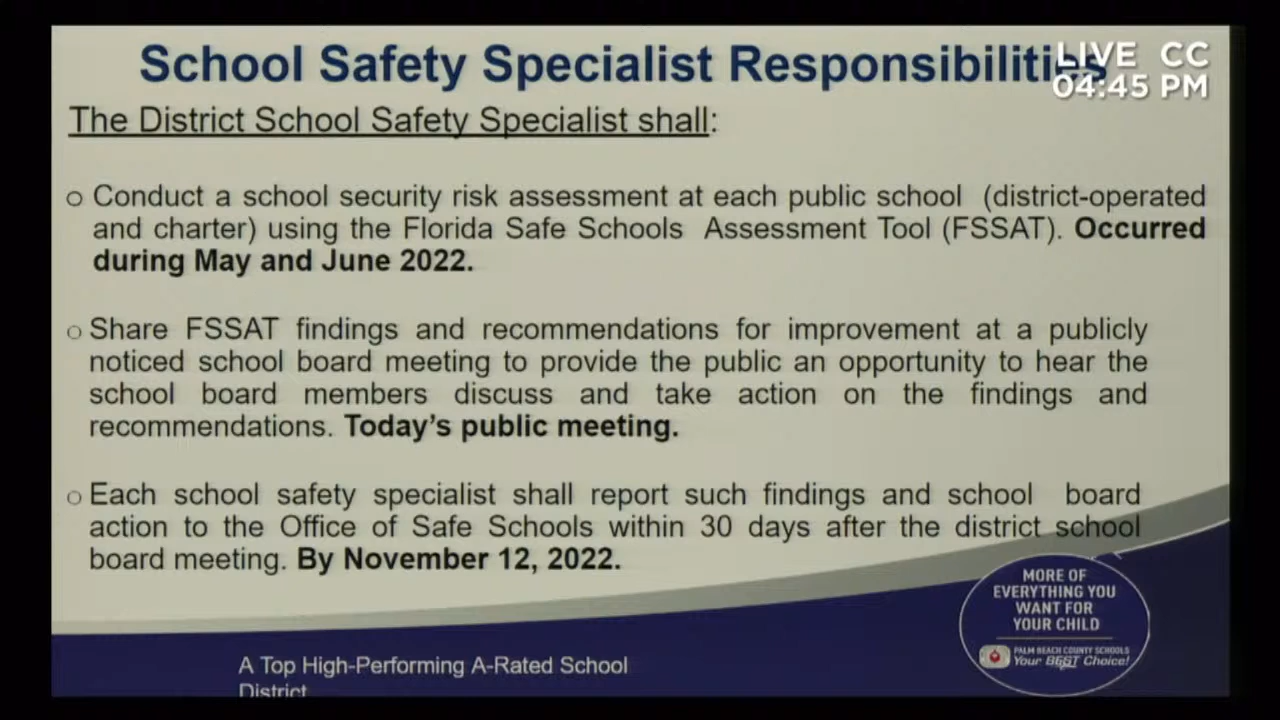 School Safety Specialist Responsibilities
LIVE CC
04:45 PM
The District School Safety Specialist shall:
o Conduct a school security risk assessment at each public school (district-operated
and charter) using the Florida Safe Schools Assessment Tool (FSSAT). Occurred
during May and June 2022.
o Share FSSAT findings and recommendations for improvement at a publicly
noticed school board meeting to provide the public an opportunity to hear the
school board members discuss and take action on the findings and
recommendations. Today's public meeting.
o Each school safety specialist shall report such findings and school board
action to the Office of Safe Schools within 30 days after the district school
board meeting. By November 12, 2022.
MORE OF
EVERYTHING YOU
WANT FOR
YOUR CHILD
PALM BEACH COUNTY SCHOOLS
Your BEST Choice!
A Top High-Performing A-Rated School
District